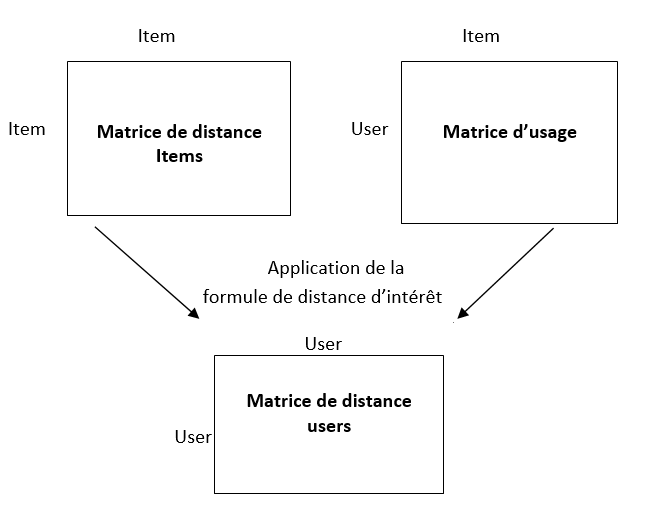 Item
Item
Item
Matrice de distance
Items
User
Matrice d'usage
Application de la
formule de distance d'intérêt
User
User
Matrice de distance
users